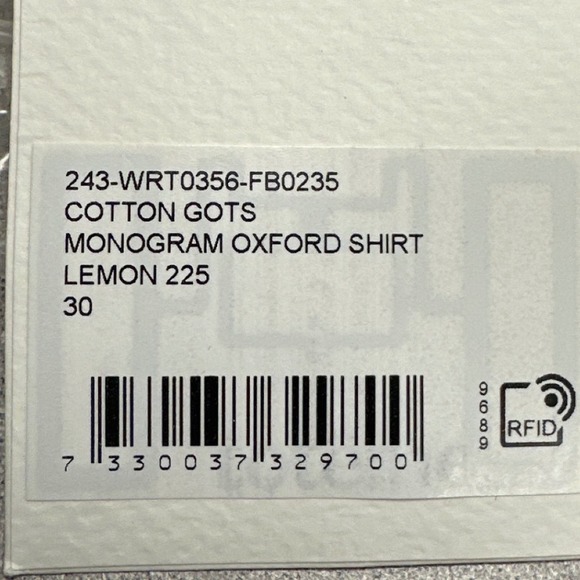 243-WRT0356-FB0235
COTTON GOTS
MONOGRAM OXFORD SHIRT
LEMON 225
30
7 330037 329700
9689
RFID